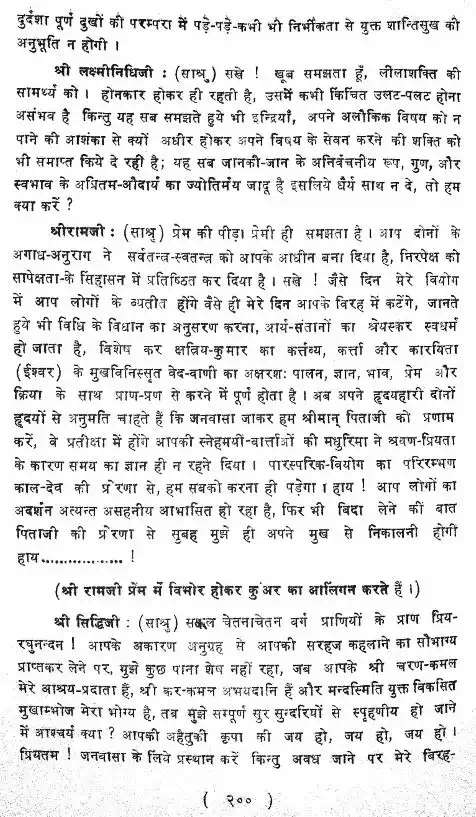 दुर्दशा पूर्ण दुखों की परम्परा में पड़े-पड़े-कभी भी निर्भीकता से युक्त शान्तिसुख की
अनुभूति न होगी ।
श्री लक्ष्मीनिधिजी : (साश्रु) सखे ! खूब समझता हूँ, लीलाशक्ति की
सामर्थ्य को । होनकार होकर ही रहती है, उसमें कभी किंचित उलट-पलट होना
असंभव है किन्तु यह सब समझते हुये भी इन्द्रियाँ, अपने अलौकिक विषय को न
पाने की आशंका से क्यों अधीर होकर अपने विषय के सेवन करने की शक्ति को
भी समाप्त किये दे रही है; यह सब जानकी-जान के अनिर्वचनीय रूप, गुण, और
स्वभाव के अप्रितम-औदार्य का ज्योतिर्मय जादू है इसलिये धैर्य साथ न दे, तो हम
क्या करें ?
श्रीरामजी : (साश्रु) प्रेम की पीड़ा प्रेमी ही समझता है । आप दोनों के
अगाध-अनुराग ने सर्वतन्त्र-स्वतन्त्र को आपके आधीन बना दिया है, निरपेक्ष को
सापेक्षता-के सिंहासन में प्रतिष्ठित कर दिया है । सखे ! जैसे दिन मेरे वियोग
में आप लोगों के व्यतीत होंगे वैसे ही मेरे दिन आपके विरह में कटेंगे, जानते
हुये भी विधि के विधान का अनुसरण करना, आर्य-संतानों का श्रेयस्कर स्वधर्म
हो जाता है, विशेष कर क्षत्रिय-कुमार का कर्त्तव्य, कर्त्ता और कारयिता
(ईश्वर) के मुखविनिस्सृत वेद-वाणी का अक्षरशः पालन, ज्ञान, भाव, प्रेम और
क्रिया के साथ प्राण-प्रण से करने में पूर्ण होता है । अब अपने हृदयहारी दोनों
हृदयों से अनुमति चाहते हैं कि जनवासा जाकर हम श्रीमान् पिताजी को प्रणाम
करें, वे प्रतीक्षा में होंगे आपकी स्नेहमयी-वार्त्ताओं की मधुरिमा ने श्रवण-प्रियता
के कारण समय का ज्ञान ही न रहने दिया । पारस्परिक-वियोग का परिरम्भण
काल-देव की प्रेरणा से, हम सबको करना ही पड़ेगा । हाय ! आप लोगों का
अदर्शन अत्यन्त असहनीय आभासित हो रहा है, फिर भी बिदा लेने की बात
पिताजी की प्रेरणा से सुबह मुझे ही अपने मुख से निकालनी होगी
हाय.................. !
(श्री रामजी प्रेम में विभोर होकर कुँअर का आलिंगन करते हैं ।)
श्री सिद्धिजी : (साश्रु) सकल चेतनाचेतन वर्ग प्राणियों के प्राण प्रिय-
रघुनन्दन ! आपके अकारण अनुग्रह से आपकी सरहज कहलाने का सौभाग्य
प्राप्तकर लेने पर, मुझे कुछ पाना शेष नहीं रहा, जब आपके श्री चरण-कमल
मेरे आश्रय-प्रदाता हैं, श्री कर-कमल अभयदानि हैं और मन्दस्मिति युक्त विकसित
मुखाम्भोज मेरा भोग्य है, तब मुझे सम्पूर्ण सुर सुन्दरियों से स्पृहणीय हो जाने
में आश्चर्य क्या ? आपकी अहैतुकी कृपा की जय हो, जय हो, जय हो ।
प्रियतम ! जनवासा के लिये प्रस्थान करें किन्तु अवध जाने पर मेरे बिरह-
( २०० )